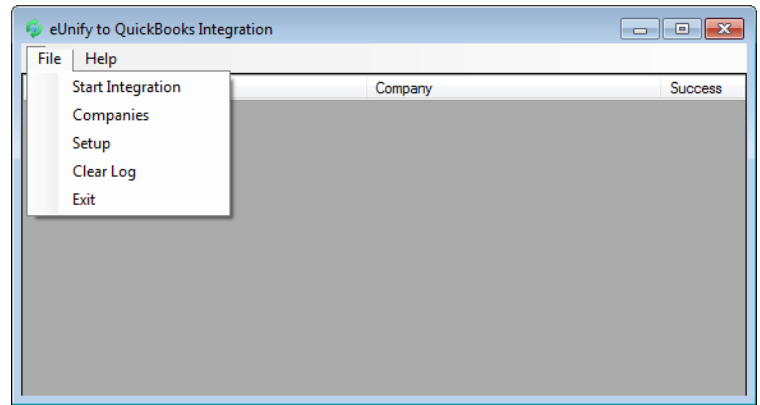 eUnify to QuickBooks Integration
File Help
Start Integration
Company Success
Companies
Setup
Clear Log
Exit